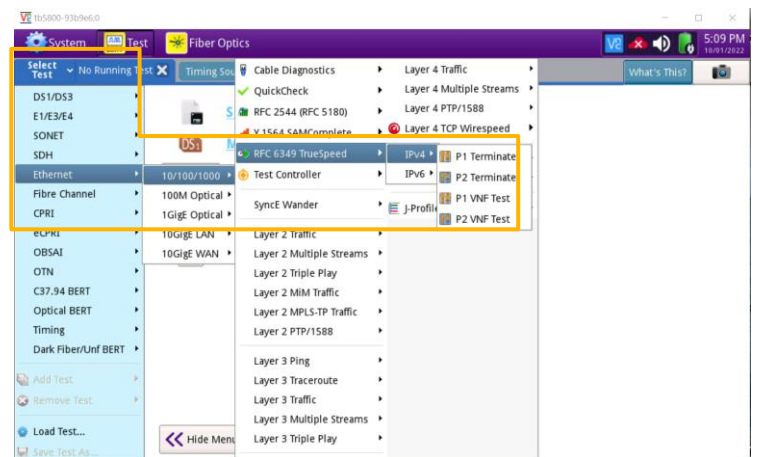 1b5800-93b9e6:0
System
Test
Fiber Optics
5:09 PM
10/01/2022
Select Test
No Running Test
Timing Sou
What's This?
DS1/DS3
E1/E3/E4
SONET
SDH
Ethernet
Fibre Channel
CPRI
eCPRI
OBSAI
OTN
C37.94 BERT
Optical BERT
Timing
Dark Fiber/Unf BERT
Add Test
Remove Test
Load Test...
Save Test As...
S
DS1
M
10/100/1000
100M Optical
1GigE Optical
10GigE LAN
10GigE WAN
Hide Menu
Cable Diagnostics
QuickCheck
RFC 2544 (RFC 5180)
Y.1564 SAMComplete
RFC 6349 TrueSpeed
Test Controller
SyncE Wander
Layer 2 Traffic
Layer 2 Multiple Streams
Layer 2 Triple Play
Layer 2 MiM Traffic
Layer 2 MPLS-TP Traffic
Layer 2 PTP/1588
Layer 3 Ping
Layer 3 Traceroute
Layer 3 Traffic
Layer 3 Multiple Streams
Layer 3 Triple Play
Layer 4 Traffic
Layer 4 Multiple Streams
Layer 4 PTP/1588
Layer 4 TCP Wirespeed
IPv4
IPv6
J-Profile
P1 Terminate
P2 Terminate
P1 VNF Test
P2 VNF Test